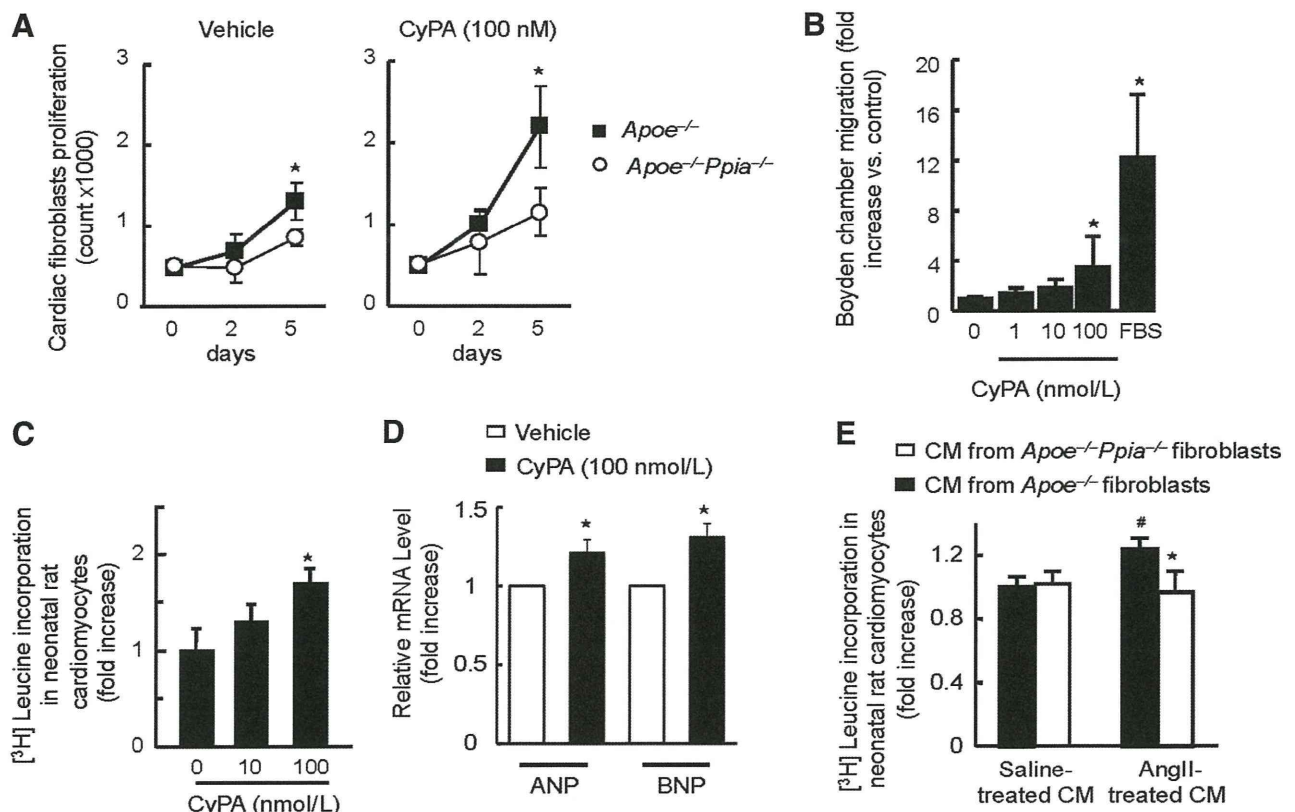 A
Vehicle
CyPA (100 nM)
Cardiac fibroblasts proliferation
(count x1000)
3
2
1
0
0 2 5
days
3
2
1
0
0 2 5
days
*
*
Apoe–/–
Apoe–/–Ppia–/–
B
Boyden chamber migration (fold
increase vs. control)
20
16
12
8
4
0
*
*
0 1 10 100 FBS
CyPA (nmol/L)
C
[³H] Leucine incorporation
in neonatal rat
cardiomyocytes
(fold increase)
2
1
0
*
0 10 100
CyPA (nmol/L)
D
Vehicle
CyPA (100 nmol/L)
Relative mRNA Level
(fold increase)
1.5
1
0.5
0
*
*
ANP BNP
E
CM from Apoe–/–Ppia–/– fibroblasts
CM from Apoe–/– fibroblasts
[³H] Leucine incorporation in
neonatal rat cardiomyocytes
(fold increase)
1.2
0.8
0.4
0
#
*
Saline-
treated CM
AngII-
treated CM